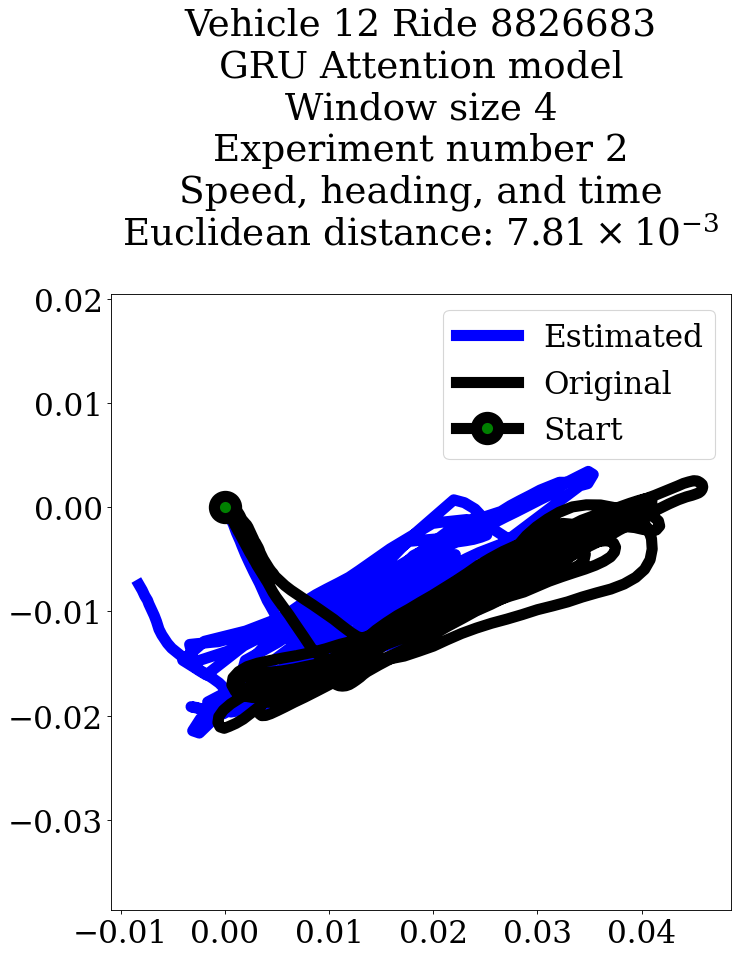 Vehicle 12 Ride 8826683
GRU Attention model
Window size 4
Experiment number 2
Speed, heading, and time
Euclidean distance: 7.81 × 10⁻³
0.02
0.01
0.00
−0.01
−0.02
−0.03
Estimated
Original
Start
−0.01 0.00 0.01 0.02 0.03 0.04